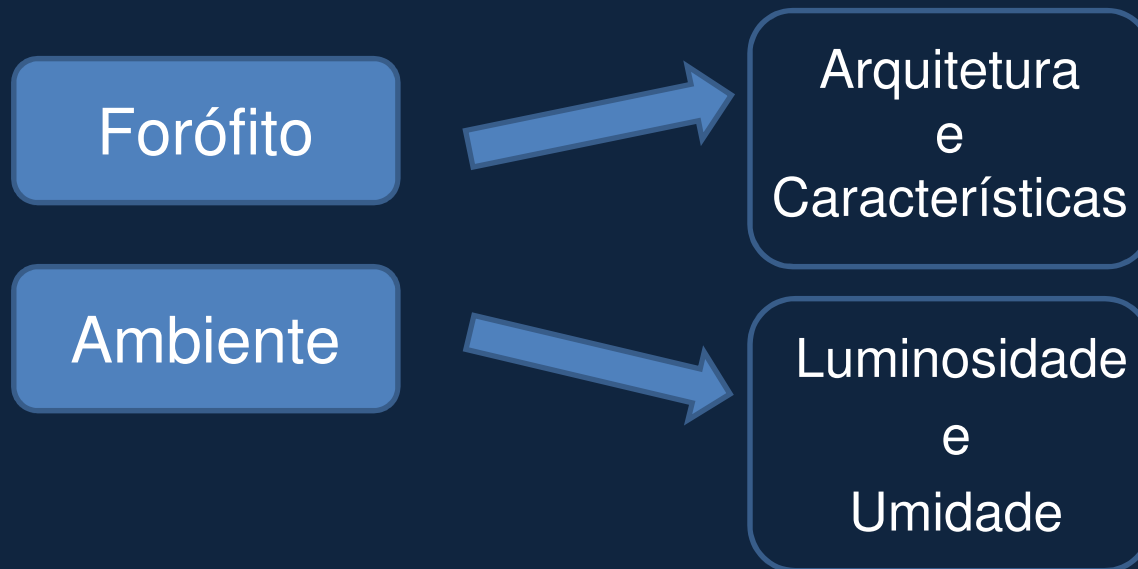 Forófito
Arquitetura
e
Características
Ambiente
Luminosidade
e
Umidade